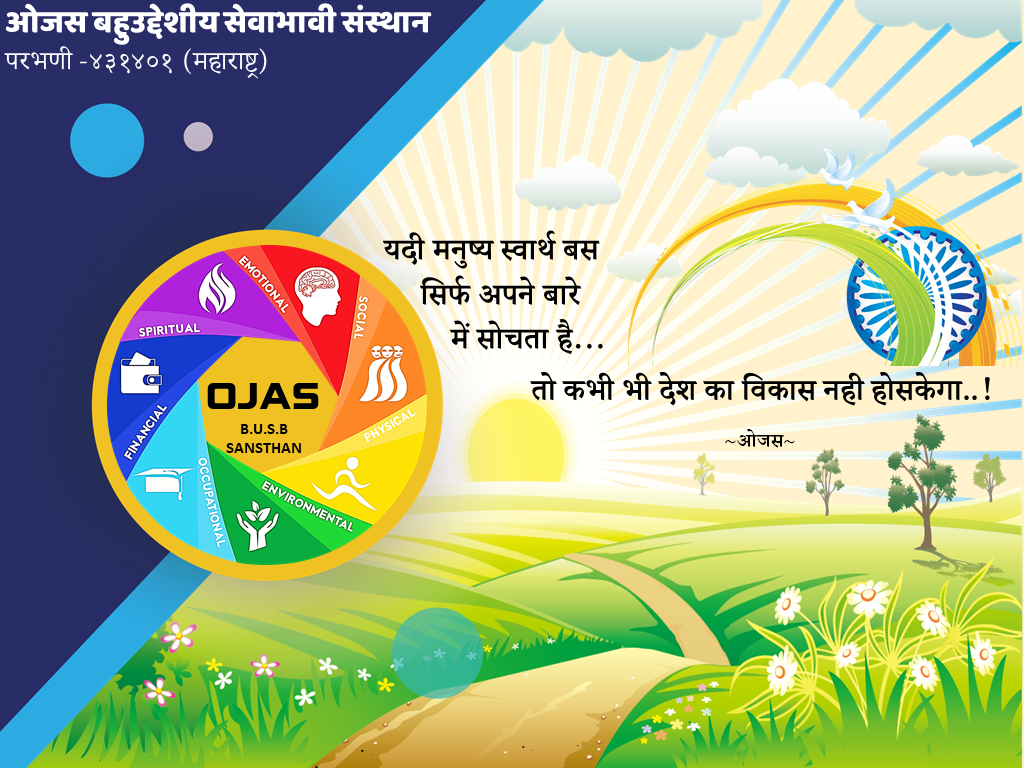 ओजस बहुउद्देशीय सेवाभावी संस्थान
परभणी -४३१४०१ (महाराष्ट्र)
यदी मनुष्य स्वार्थ बस
सिर्फ अपने बारे
में सोचता है...
तो कभी भी देश का विकास नही होसकेगा..!
~ओजस~
EMOTIONAL
SOCIAL
PHYSICAL
ENVIRONMENTAL
OCCUPATIONAL
FINANCIAL
SPIRITUAL
OJAS
B.U.S.B
SANSTHAN